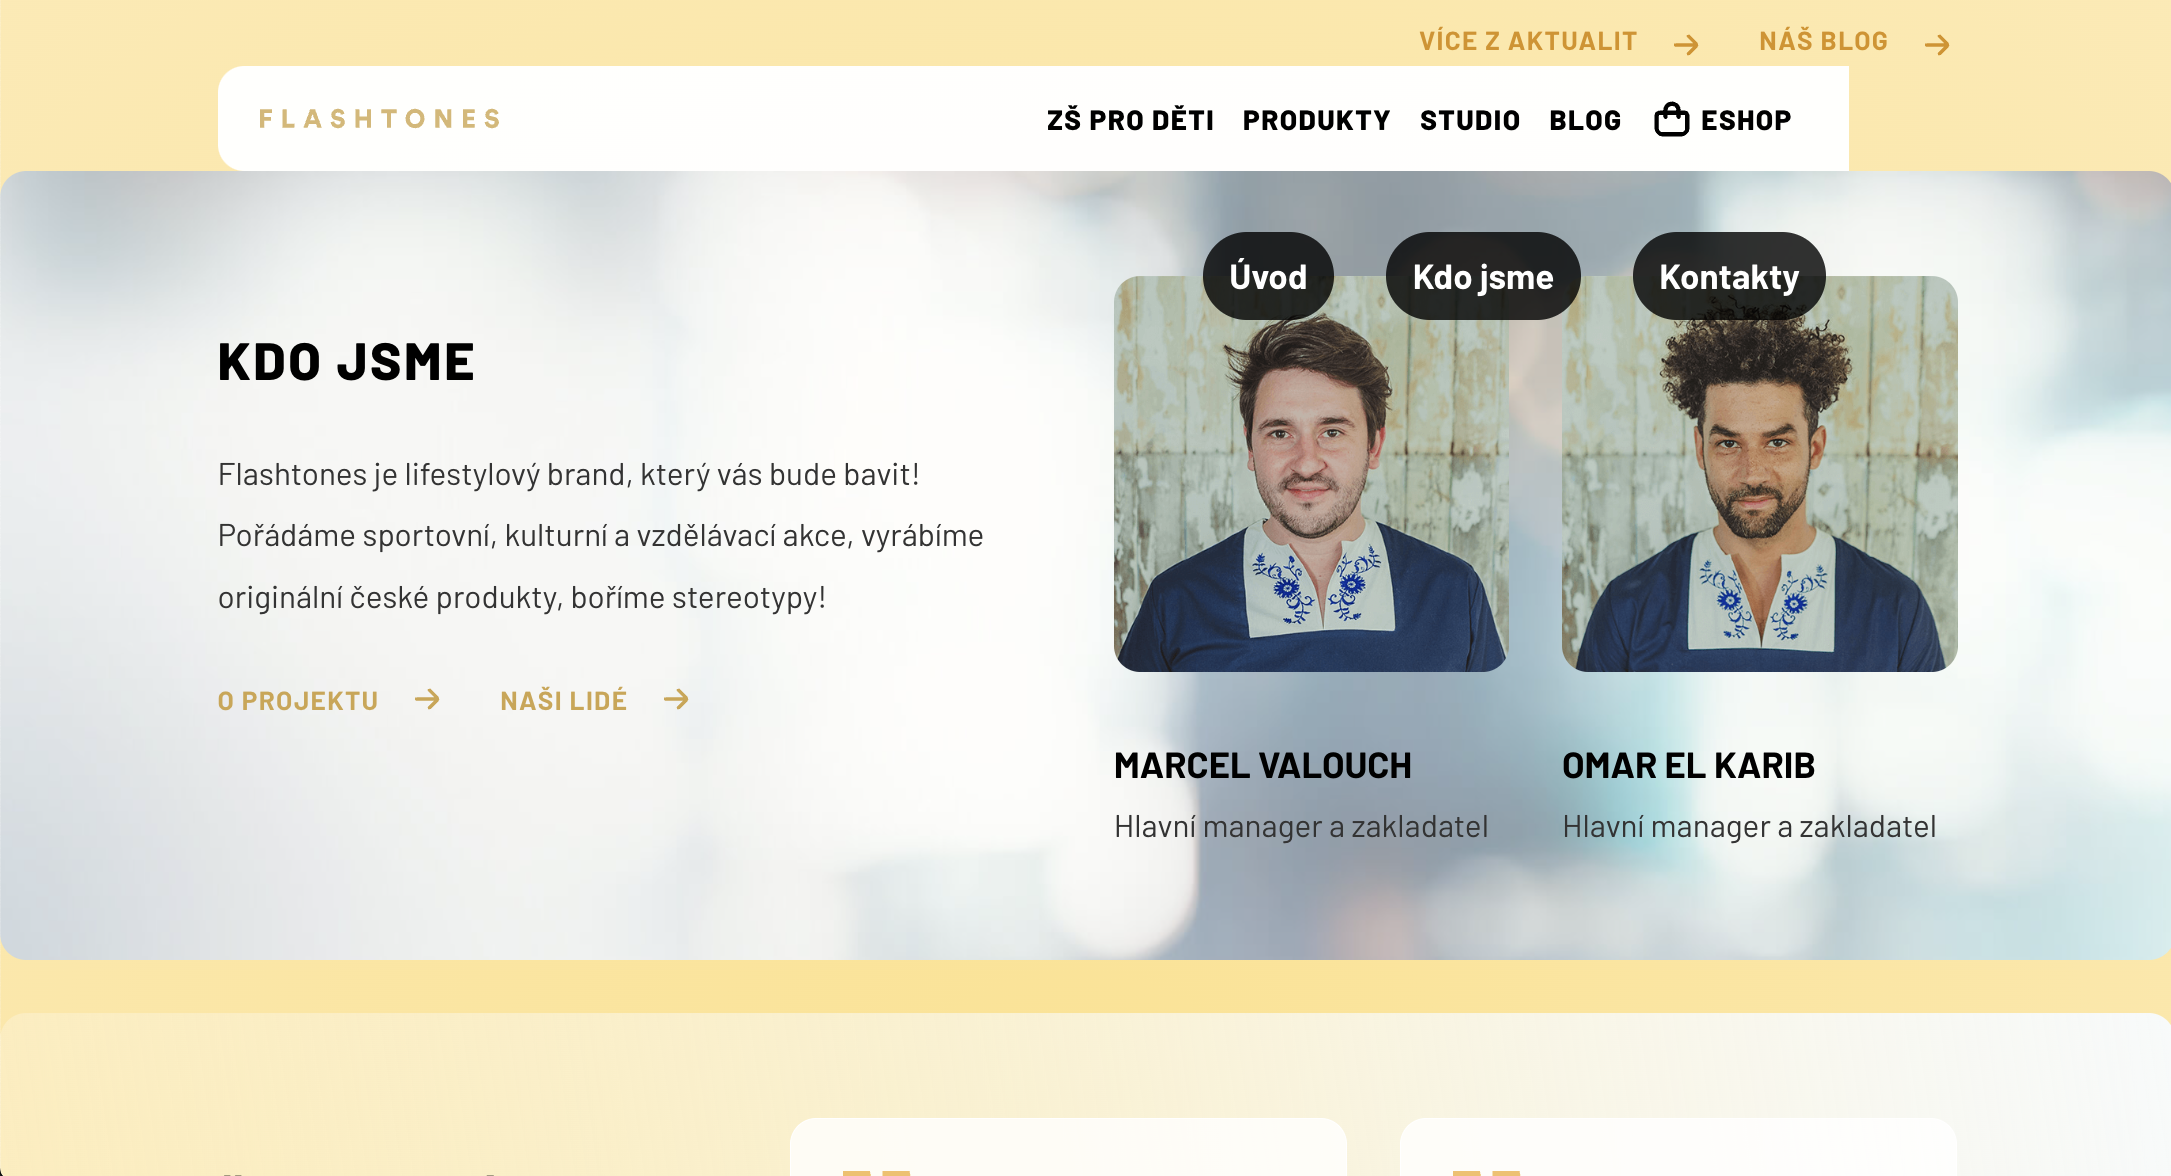 VÍCE Z AKTUALIT
NÁŠ BLOG
FLASHTONES
ZŠ PRO DĚTI
PRODUKTY
STUDIO
BLOG
ESHOP
Úvod
Kdo jsme
Kontakty
KDO JSME
Flashtones je lifestylový brand, který vás bude bavit!
Pořádáme sportovní, kulturní a vzdělávací akce, vyrábíme
originální české produkty, boříme stereotypy!
O PROJEKTU
NAŠI LIDÉ
MARCEL VALOUCH
Hlavní manager a zakladatel
OMAR EL KARIB
Hlavní manager a zakladatel